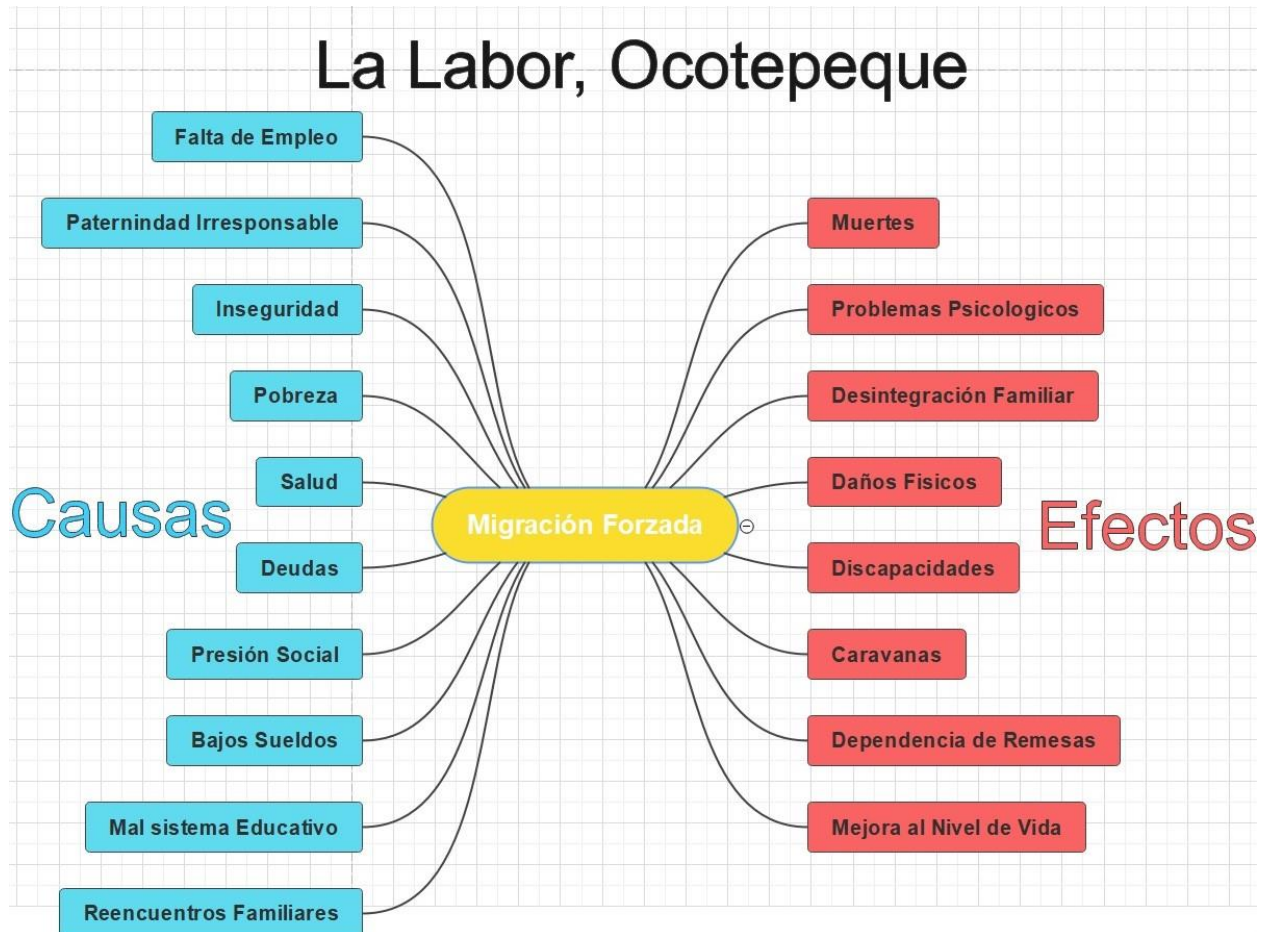 La Labor, Ocotepeque
Falta de Empleo
Paternindad Irresponsable
Inseguridad
Pobreza
Salud
Causas
Deudas
Presión Social
Bajos Sueldos
Mal sistema Educativo
Reencuentros Familiares
Migración Forzada
Muertes
Problemas Psicologicos
Desintegración Familiar
Daños Fisicos
Efectos
Discapacidades
Caravanas
Dependencia de Remesas
Mejora al Nivel de Vida